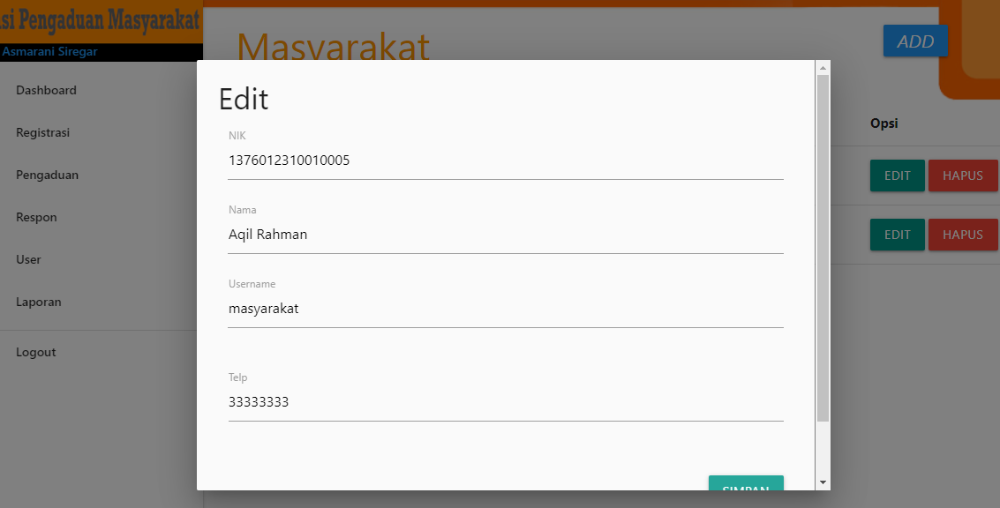 si Pengaduan Masyarakat
Asmarani Siregar
Dashboard
Registrasi
Pengaduan
Respon
User
Laporan
Logout
Masyarakat
ADD
Opsi
EDIT HAPUS
EDIT HAPUS
Edit
NIK
1376012310010005
Nama
Aqil Rahman
Username
masyarakat
Telp
33333333
SIMPAN